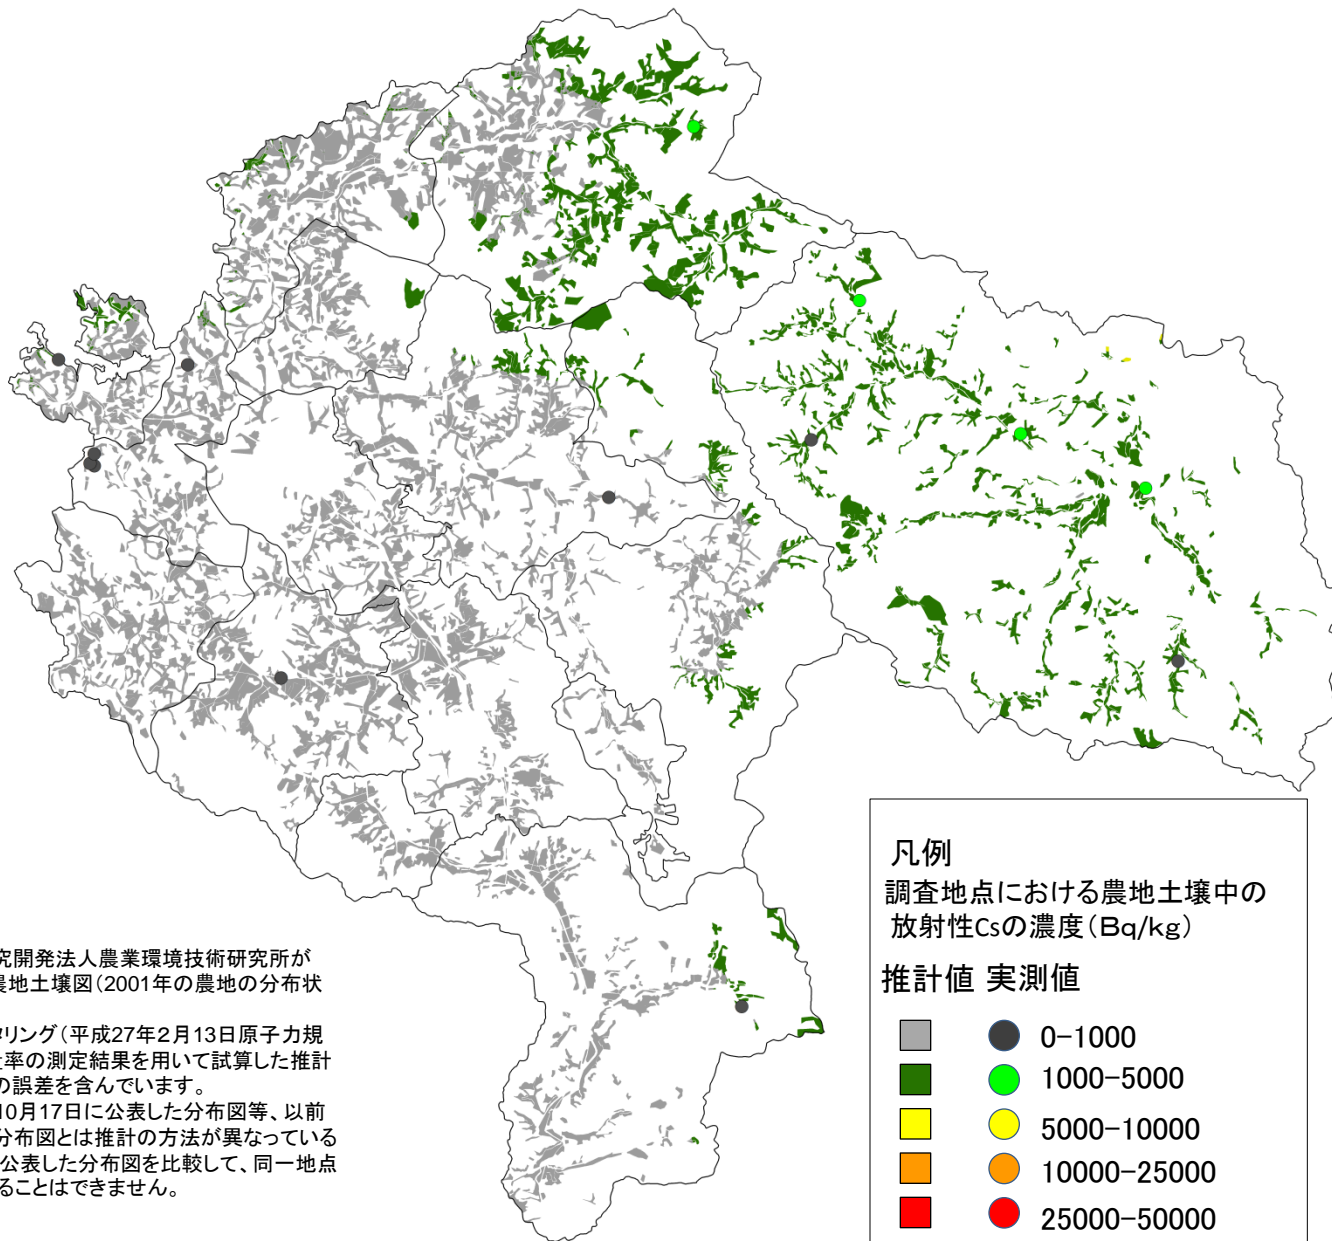 究開発法人農業環境技術研究所が
農地土壌図(2001年の農地の分布状
タリング(平成27年2月13日原子力規
量率の測定結果を用いて試算した推計
の誤差を含んでいます。
10月17日に公表した分布図等、以前
分布図とは推計の方法が異なっている
公表した分布図を比較して、同一地点
ることはできません。
凡例
調査地点における農地土壌中の
放射性Csの濃度(Bq/kg)
推計値 実測値
0-1000
1000-5000
5000-10000
10000-25000
25000-50000